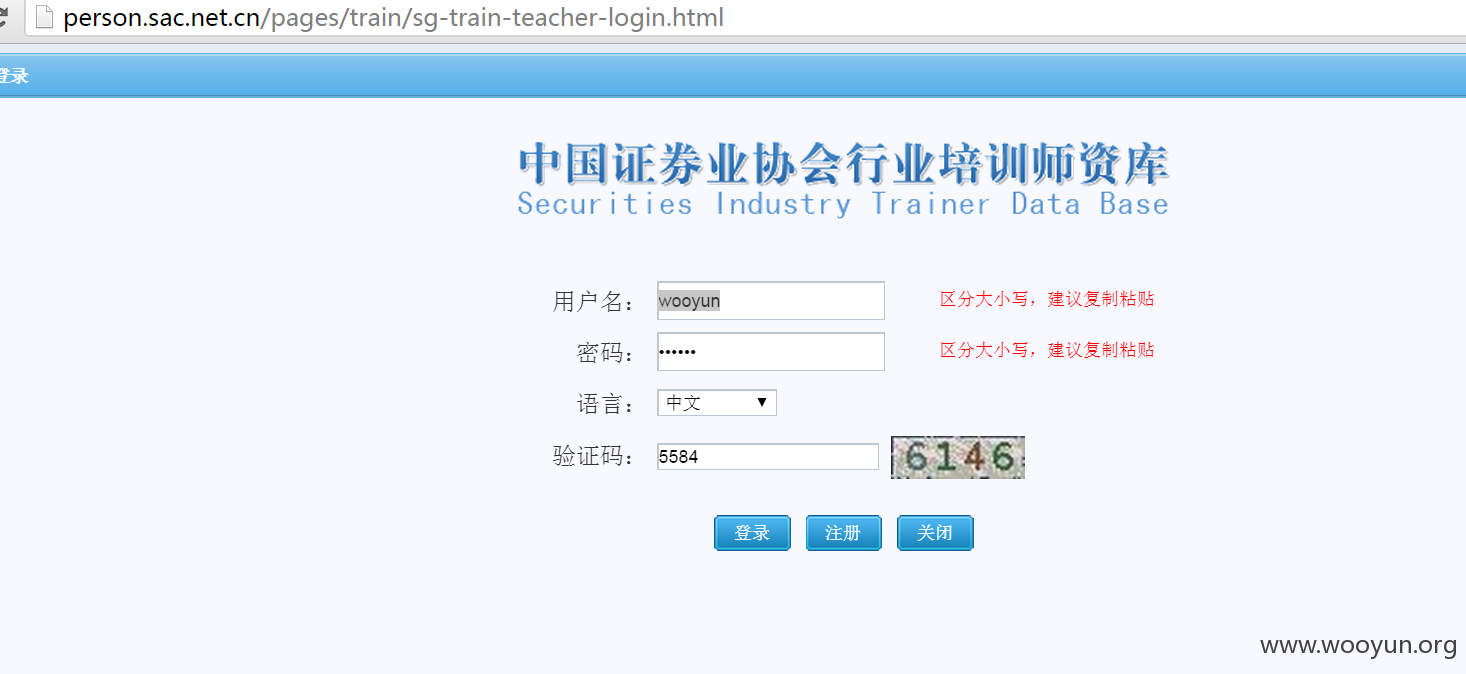 person.sac.net.cn/pages/train/sg-train-teacher-login.html
登录
中国证券业协会行业培训师资库
Securities Industry Trainer Data Base
用户名： wooyun 区分大小写，建议复制粘贴
密码： •••••• 区分大小写，建议复制粘贴
语言： 中文 ▼
验证码： 5584 6146
登录 注册 关闭
www.wooyun.org